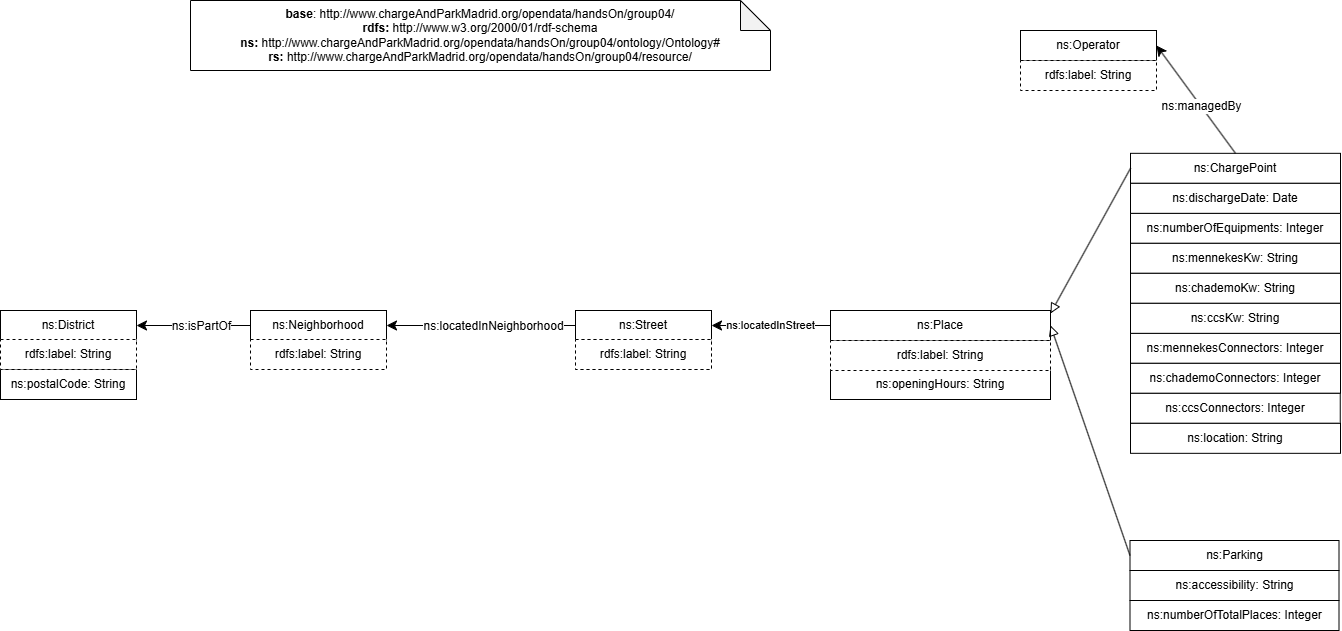 base: http://www.chargeAndParkMadrid.org/opendata/handsOn/group04/
rdfs: http://www.w3.org/2000/01/rdf-schema
ns: http://www.chargeAndParkMadrid.org/opendata/handsOn/group04/ontology/Ontology#
rs: http://www.chargeAndParkMadrid.org/opendata/handsOn/group04/resource/
ns:Operator
rdfs:label: String
ns:managedBy
ns:ChargePoint
ns:dischargeDate: Date
ns:numberOfEquipments: Integer
ns:mennekesKw: String
ns:chademoKw: String
ns:ccsKw: String
ns:mennekesConnectors: Integer
ns:chademoConnectors: Integer
ns:ccsConnectors: Integer
ns:location: String
ns:District
rdfs:label: String
ns:postalCode: String
ns:isPartOf
ns:Neighborhood
rdfs:label: String
ns:locatedInNeighborhood
ns:Street
rdfs:label: String
ns:locatedInStreet
ns:Place
rdfs:label: String
ns:openingHours: String
ns:Parking
ns:accessibility: String
ns:numberOfTotalPlaces: Integer